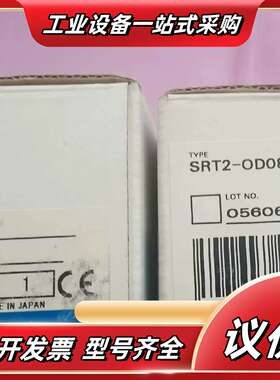 工业设备一站式采购
TYPE
SRT2-OD08
LOT NO.
05606
1
CE
E IN JAPAN
开发票 型号齐全
议价